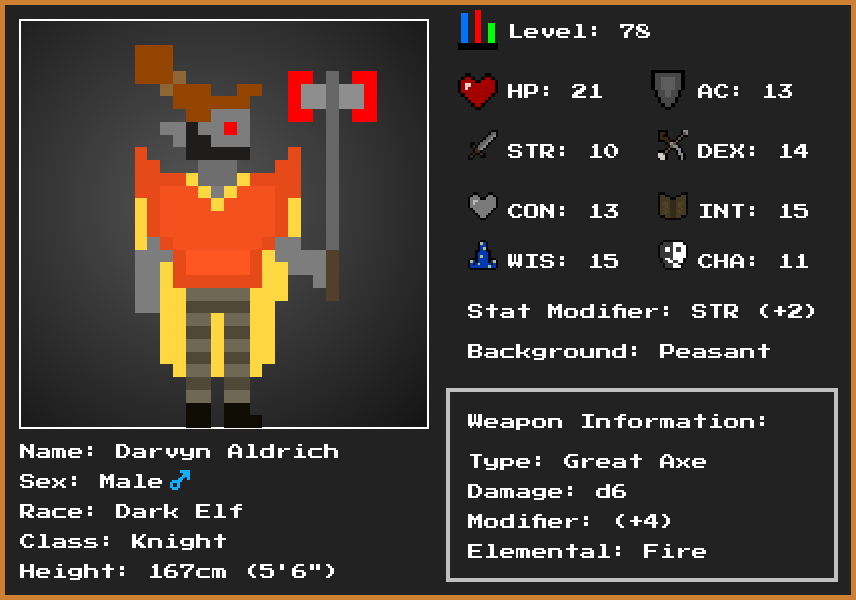 Level: 78
HP: 21
AC: 13
STR: 10
DEX: 14
CON: 13
INT: 15
WIS: 15
CHA: 11
Stat Modifier: STR (+2)
Background: Peasant
Weapon Information:
Type: Great Axe
Damage: d6
Modifier: (+4)
Elemental: Fire
Name: Darvyn Aldrich
Sex: Male♂
Race: Dark Elf
Class: Knight
Height: 167cm (5'6")